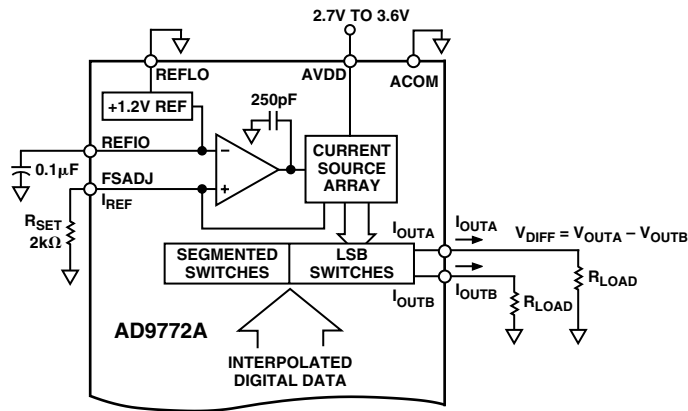 2.7V TO 3.6V
REFLO
AVDD
ACOM
+1.2V REF
250pF
REFIO
−
0.1µF
FSADJ
+
CURRENT
SOURCE
ARRAY
IREF
RSET
2kΩ
IOUTA
IOUTA
VDIFF = VOUTA – VOUTB
SEGMENTED
SWITCHES
LSB
SWITCHES
RLOAD
IOUTB
IOUTB
RLOAD
AD9772A
INTERPOLATED
DIGITAL DATA